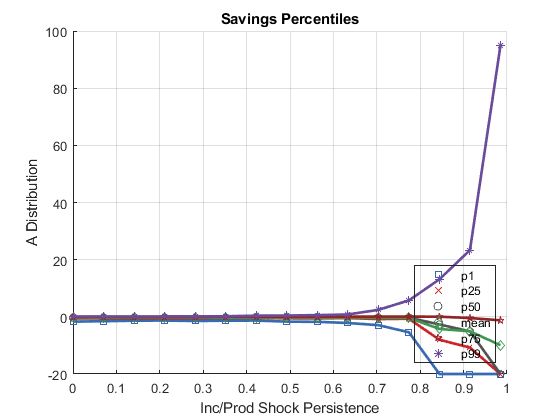 Savings Percentiles
A Distribution
100
80
60
40
20
0
-20
p1
p25
p50
mean
p75
p99
0 0.1 0.2 0.3 0.4 0.5 0.6 0.7 0.8 0.9 1
Inc/Prod Shock Persistence